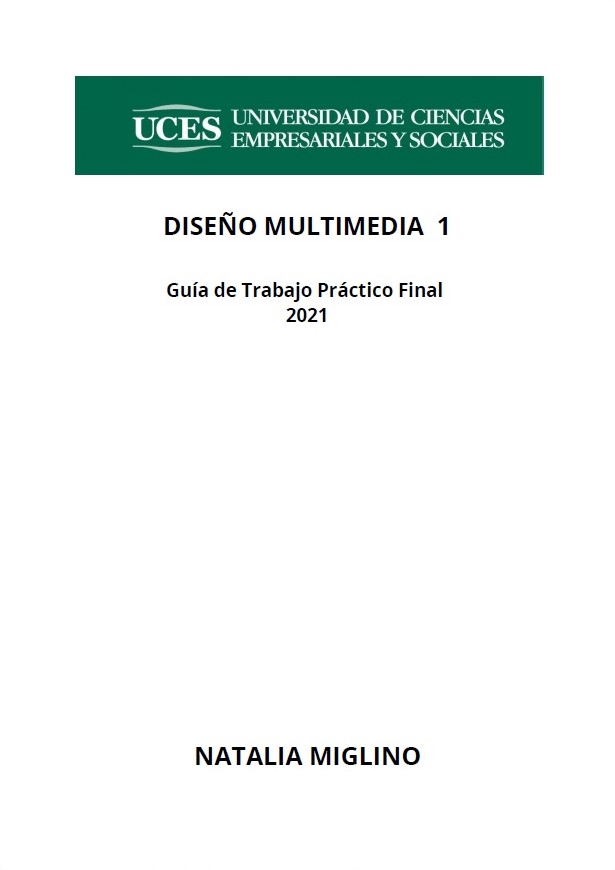 UCES
UNIVERSIDAD DE CIENCIAS
EMPRESARIALES Y SOCIALES
DISEÑO MULTIMEDIA 1
Guía de Trabajo Práctico Final
2021
NATALIA MIGLINO